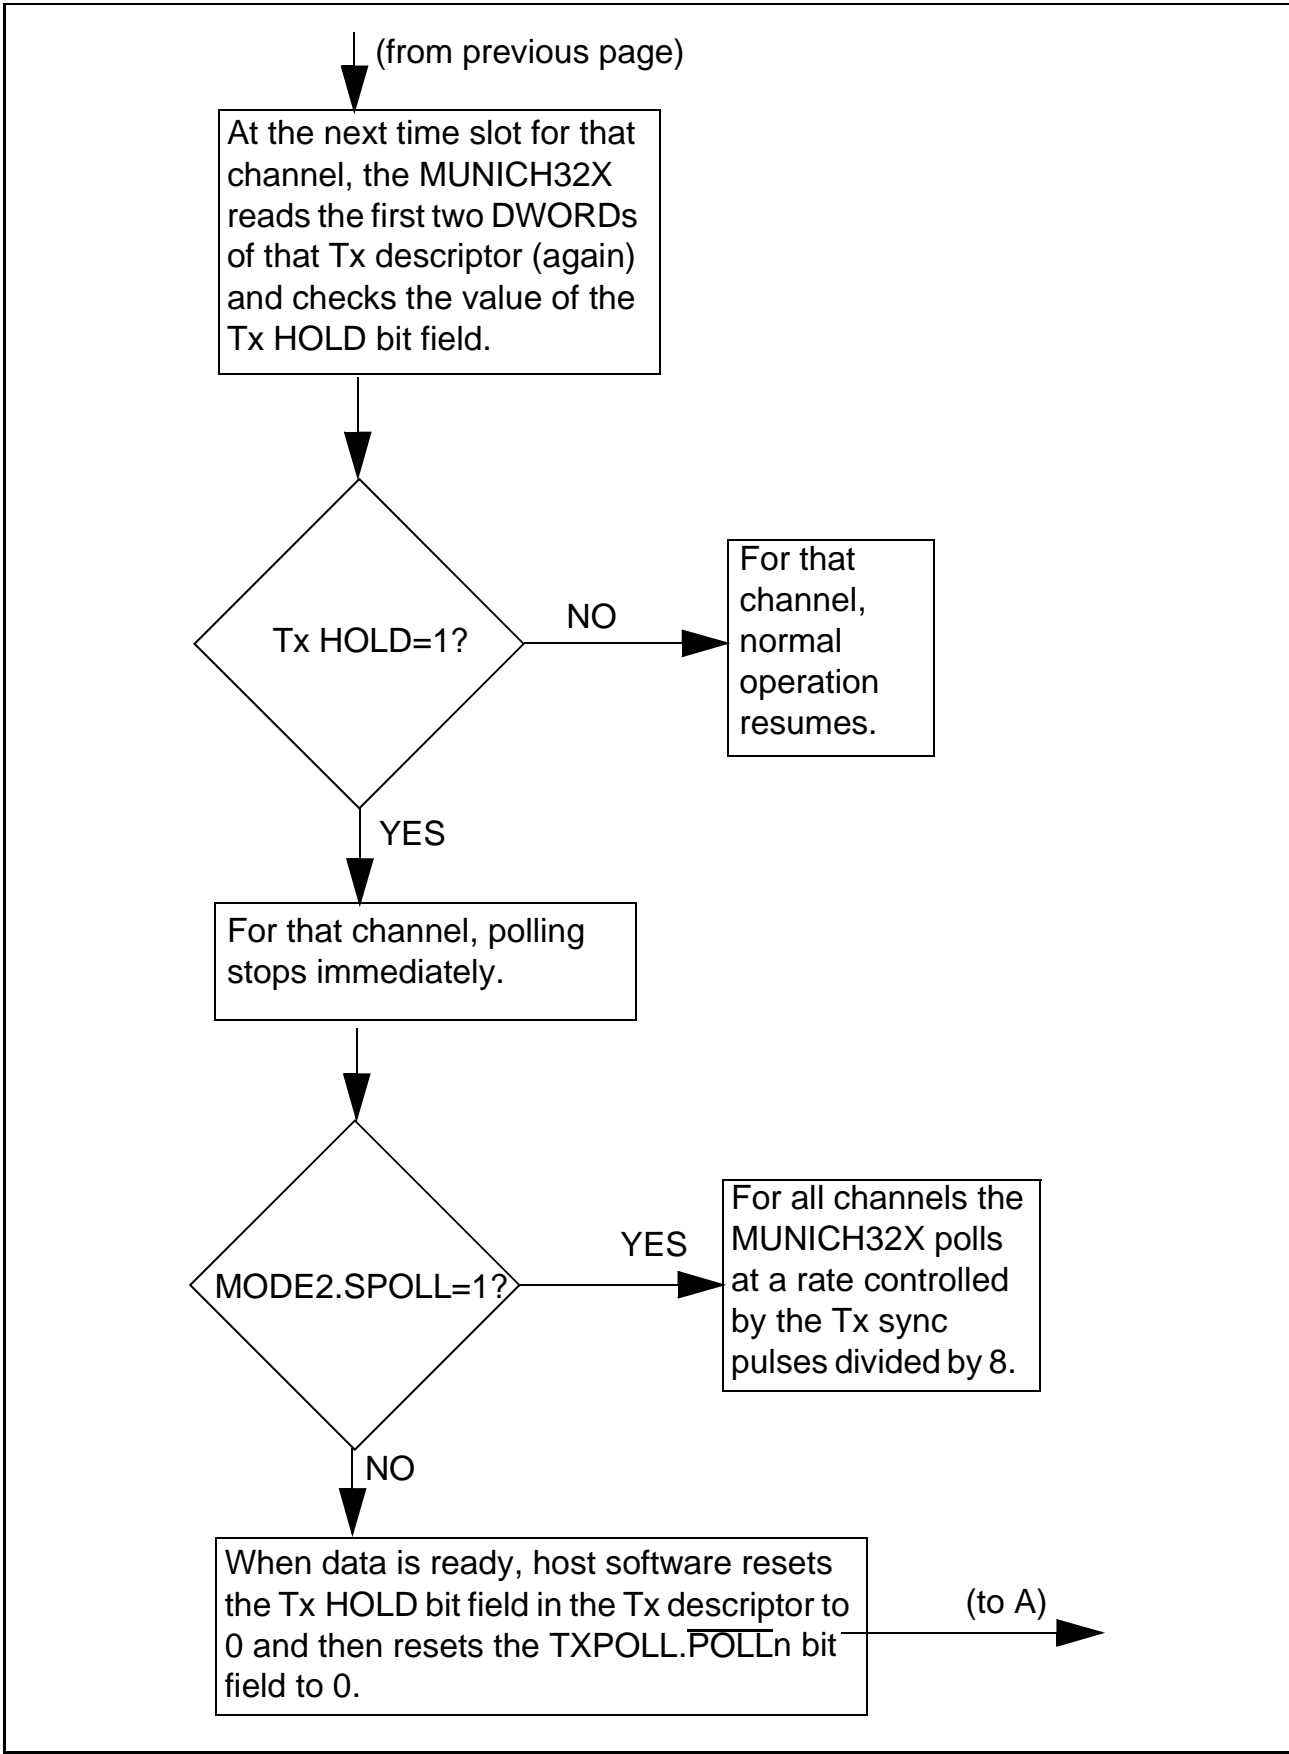 (from previous page)
At the next time slot for that
channel, the MUNICH32X
reads the first two DWORDs
of that Tx descriptor (again)
and checks the value of the
Tx HOLD bit field.
Tx HOLD=1?
NO
For that
channel,
normal
operation
resumes.
YES
For that channel, polling
stops immediately.
MODE2.SPOLL=1?
YES
For all channels the
MUNICH32X polls
at a rate controlled
by the Tx sync
pulses divided by 8.
NO
When data is ready, host software resets
the Tx HOLD bit field in the Tx descriptor to
0 and then resets the TXPOLL.P̅O̅L̅L̅n bit
field to 0.
(to A)